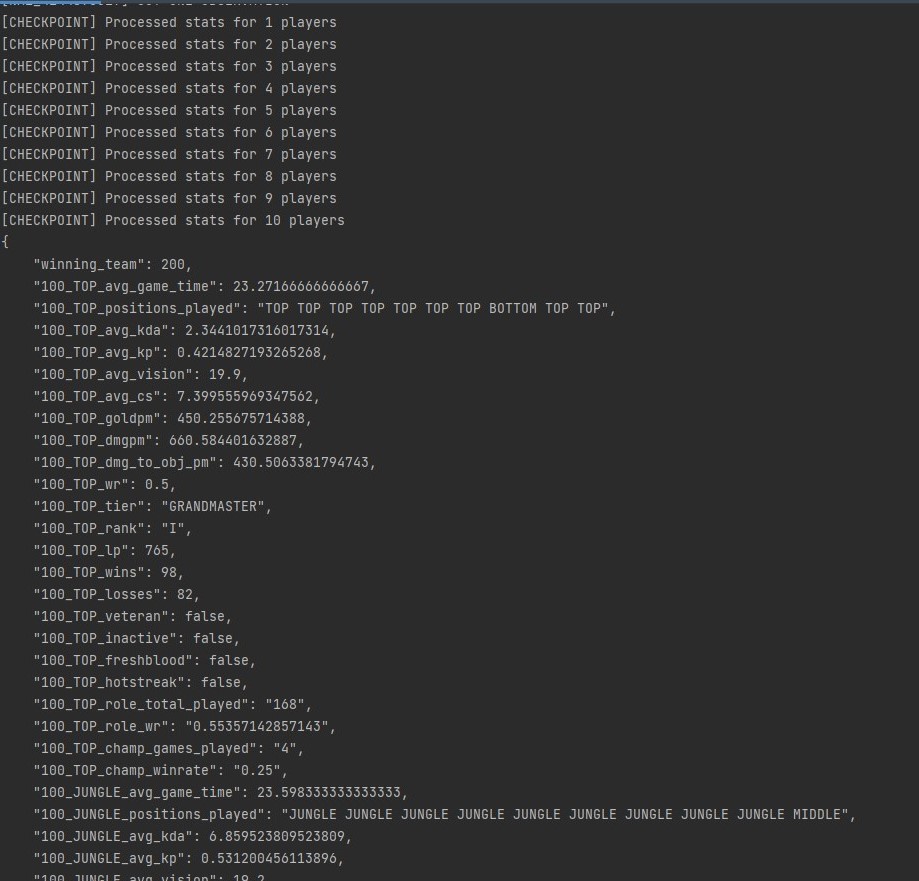 [CHECKPOINT] Processed stats for 1 players
[CHECKPOINT] Processed stats for 2 players
[CHECKPOINT] Processed stats for 3 players
[CHECKPOINT] Processed stats for 4 players
[CHECKPOINT] Processed stats for 5 players
[CHECKPOINT] Processed stats for 6 players
[CHECKPOINT] Processed stats for 7 players
[CHECKPOINT] Processed stats for 8 players
[CHECKPOINT] Processed stats for 9 players
[CHECKPOINT] Processed stats for 10 players
{
"winning_team": 200,
"100_TOP_avg_game_time": 23.27166666666667,
"100_TOP_positions_played": "TOP TOP TOP TOP TOP TOP TOP BOTTOM TOP TOP",
"100_TOP_avg_kda": 2.3441017316017314,
"100_TOP_avg_kp": 0.4214827193265268,
"100_TOP_avg_vision": 19.9,
"100_TOP_avg_cs": 7.399555969347562,
"100_TOP_goldpm": 450.255675714388,
"100_TOP_dmgpm": 660.584401632887,
"100_TOP_dmg_to_obj_pm": 430.5063381794743,
"100_TOP_wr": 0.5,
"100_TOP_tier": "GRANDMASTER",
"100_TOP_rank": "I",
"100_TOP_lp": 765,
"100_TOP_wins": 98,
"100_TOP_losses": 82,
"100_TOP_veteran": false,
"100_TOP_inactive": false,
"100_TOP_freshblood": false,
"100_TOP_hotstreak": false,
"100_TOP_role_total_played": "168",
"100_TOP_role_wr": "0.55357142857143",
"100_TOP_champ_games_played": "4",
"100_TOP_champ_winrate": "0.25",
"100_JUNGLE_avg_game_time": 23.598333333333333,
"100_JUNGLE_positions_played": "JUNGLE JUNGLE JUNGLE JUNGLE JUNGLE JUNGLE JUNGLE JUNGLE JUNGLE MIDDLE",
"100_JUNGLE_avg_kda": 6.859523809523809,
"100_JUNGLE_avg_kp": 0.531200456113896,
"100_JUNGLE_avg_vision": 19.2